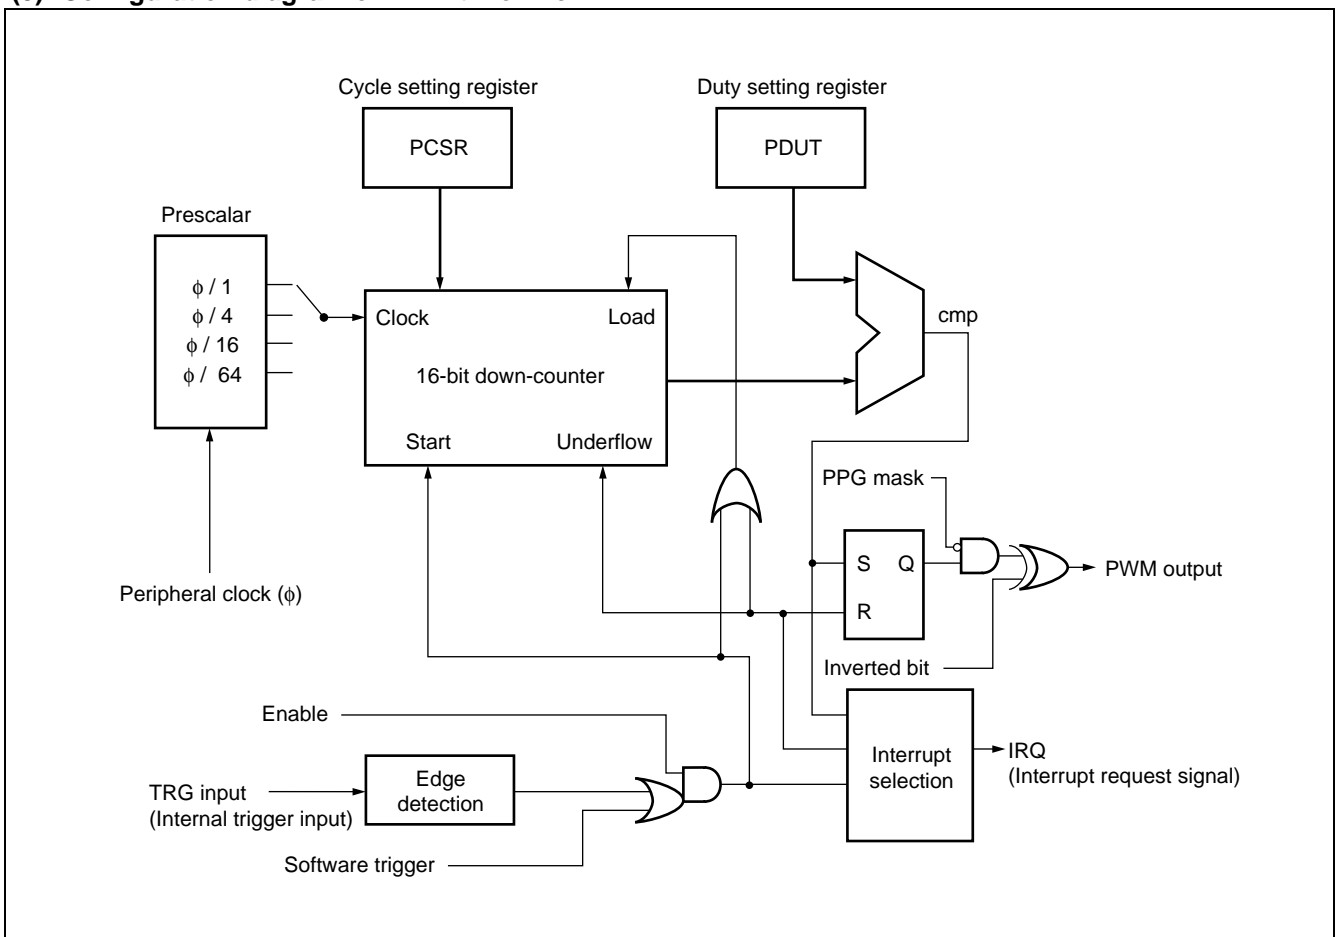 Cycle setting register
Duty setting register
PCSR
PDUT
Prescalar
ϕ / 1
ϕ / 4
ϕ / 16
ϕ / 64
Clock
Load
16-bit down-counter
Start
Underflow
cmp
PPG mask
S
Q
R
PWM output
Peripheral clock (ϕ)
Inverted bit
Enable
Edge
detection
TRG input
(Internal trigger input)
Software trigger
Interrupt
selection
IRQ
(Interrupt request signal)